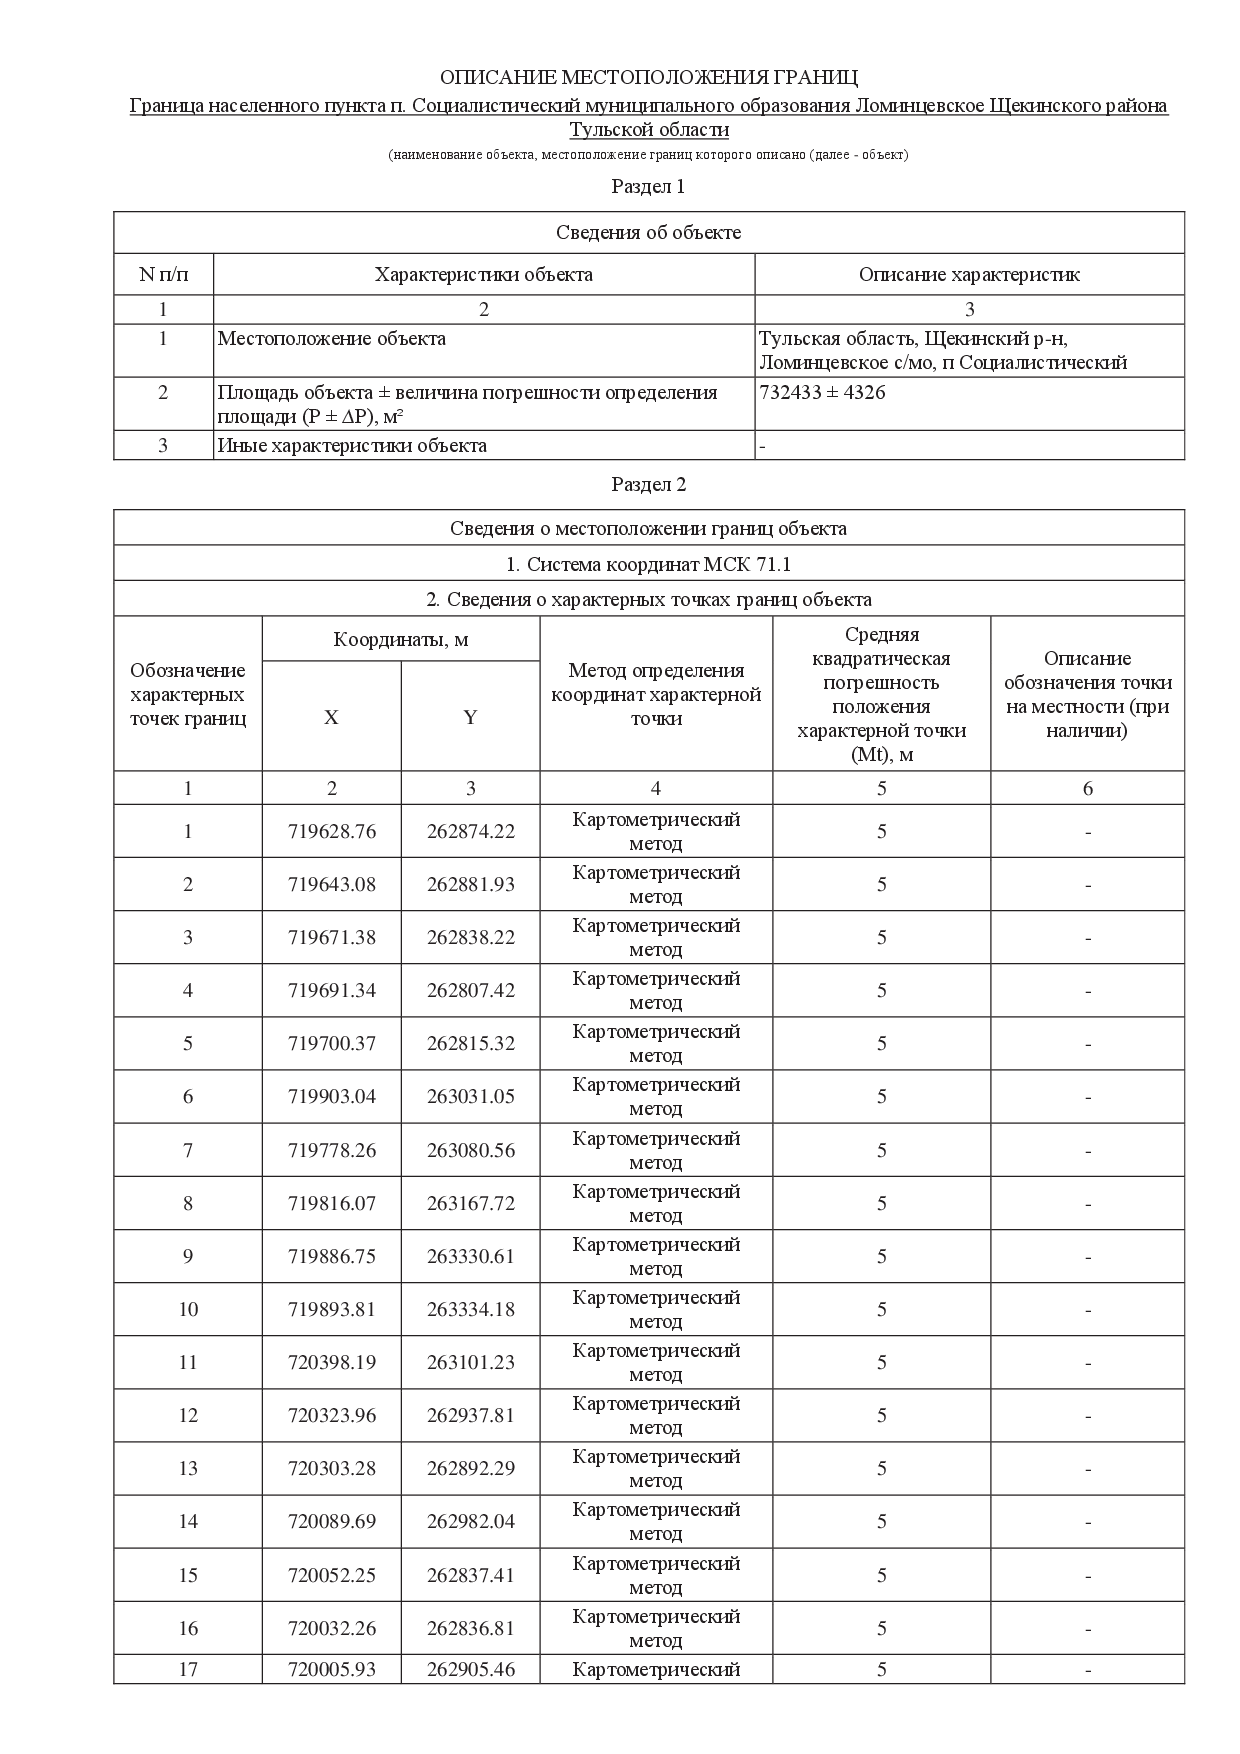 ОПИСАНИЕ МЕСТОПОЛОЖЕНИЯ ГРАНИЦ
Граница населенного пункта п. Социалистический муниципального образования Ломинцевское Щекинского района
Тульской области
(наименование объекта, местоположение границ которого описано (далее - объект)
Раздел 1
Сведения об объекте
N п/п Характеристики объекта Описание характеристик
1 2 3
1 Местоположение объекта Тульская область, Щекинский р-н,
Ломинцевское с/мо, п Социалистический
2 Площадь объекта ± величина погрешности определения 732433 ± 4326
площади (P ± ΔP), м²
3 Иные характеристики объекта -
Раздел 2
Сведения о местоположении границ объекта
1. Система координат МСК 71.1
2. Сведения о характерных точках границ объекта
Обозначение
характерных
точек границ
Координаты, м
X Y
Метод определения
координат характерной
точки
Средняя
квадратическая
погрешность
положения
характерной точки
(Mt), м
Описание
обозначения точки
на местности (при
наличии)
1 2 3 4 5 6
1 719628.76 262874.22 Картометрический
метод 5 -
2 719643.08 262881.93 Картометрический
метод 5 -
3 719671.38 262838.22 Картометрический
метод 5 -
4 719691.34 262807.42 Картометрический
метод 5 -
5 719700.37 262815.32 Картометрический
метод 5 -
6 719903.04 263031.05 Картометрический
метод 5 -
7 719778.26 263080.56 Картометрический
метод 5 -
8 719816.07 263167.72 Картометрический
метод 5 -
9 719886.75 263330.61 Картометрический
метод 5 -
10 719893.81 263334.18 Картометрический
метод 5 -
11 720398.19 263101.23 Картометрический
метод 5 -
12 720323.96 262937.81 Картометрический
метод 5 -
13 720303.28 262892.29 Картометрический
метод 5 -
14 720089.69 262982.04 Картометрический
метод 5 -
15 720052.25 262837.41 Картометрический
метод 5 -
16 720032.26 262836.81 Картометрический
метод 5 -
17 720005.93 262905.46 Картометрический 5 -